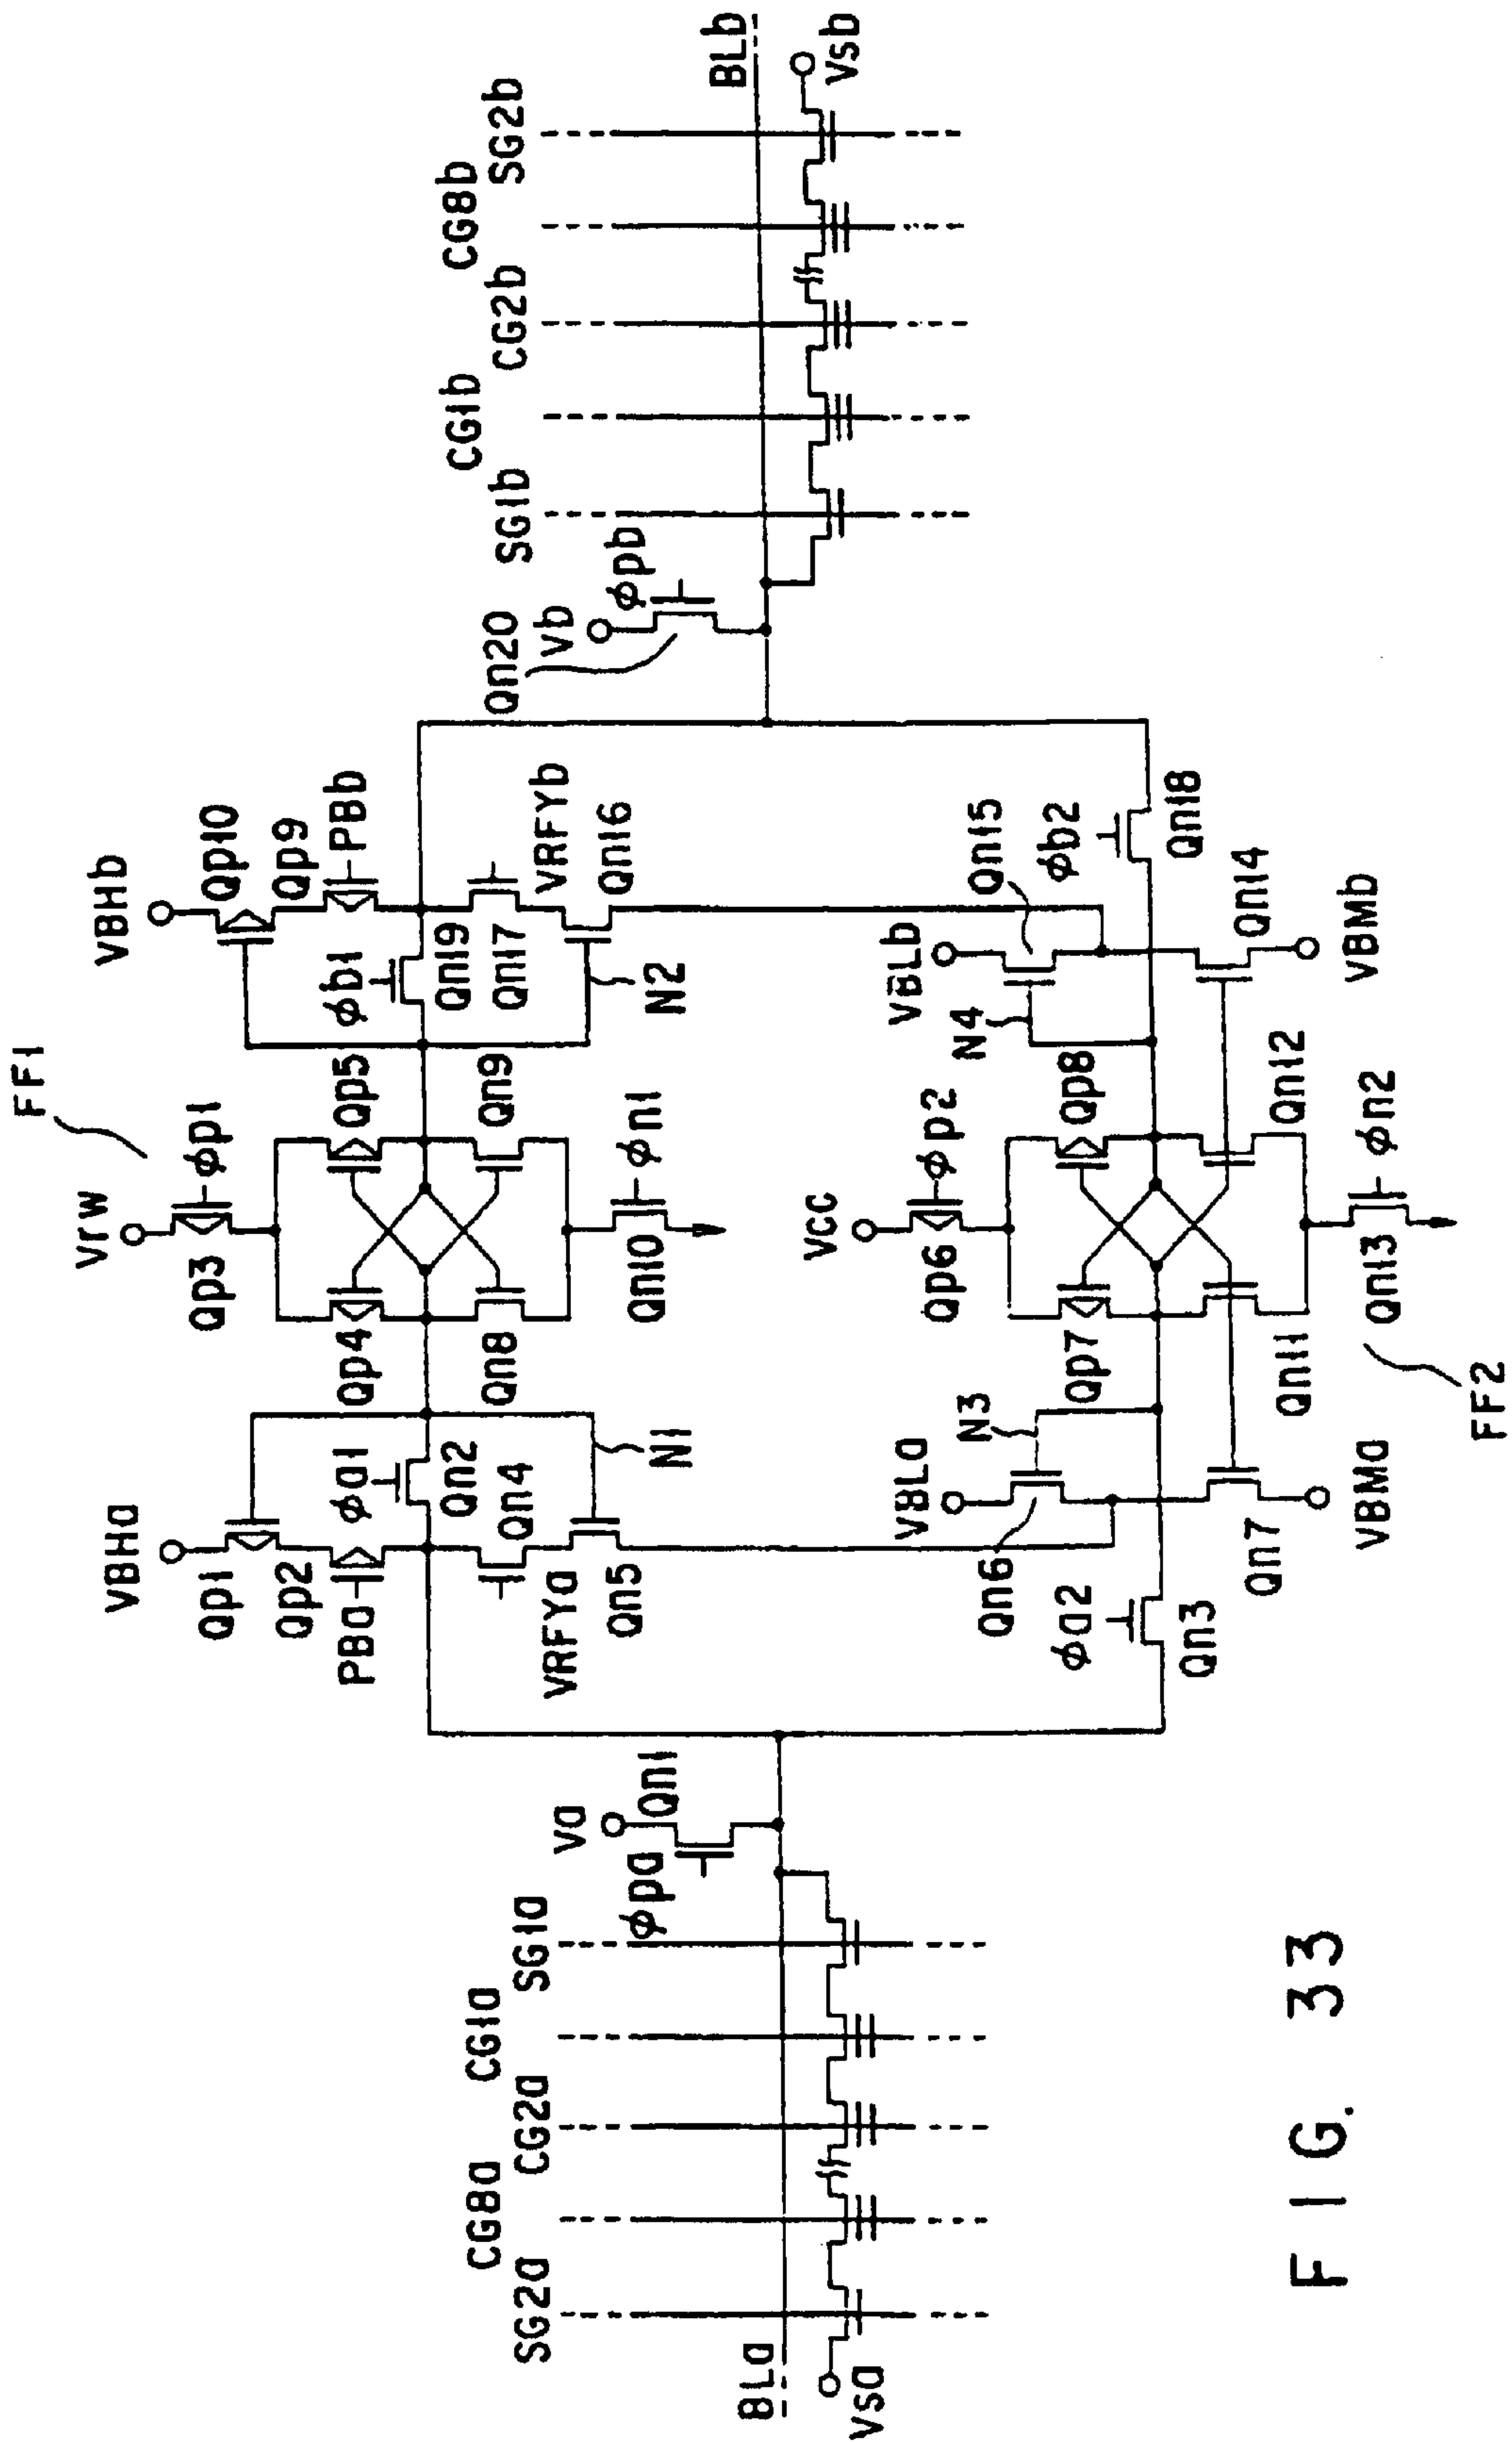 FF1
Vrw
Qp3
φp1
VBHa
Qp1
Qp2
PBa
φa1
Qn2
Qn4
VRFYa
Qn5
N1
Qp4
Qn8
Qp5
Qn9
Qn10
φn1
VBHb
Qp10
Qp9
PBb
φb1
Qn19
Qn17
VRFYb
Qn16
N2
Va
Qn1
φpa
SG2a
CG8a
CG2a
CG1a
SG1a
BLa
Vsa
Qn20
Vb
φpb
SG1b
CG1b
CG2b
CG8b
SG2b
BLb
Vsb
VBLa
N3
Qn6
φa2
Qn3
Qn7
VBMa
Vcc
Qp6
φp2
Qp7
Qp8
Qn11
Qn12
Qn13
φn2
FF2
VBLb
N4
Qn15
φb2
Qn18
Qn14
VBMb
FIG. 33